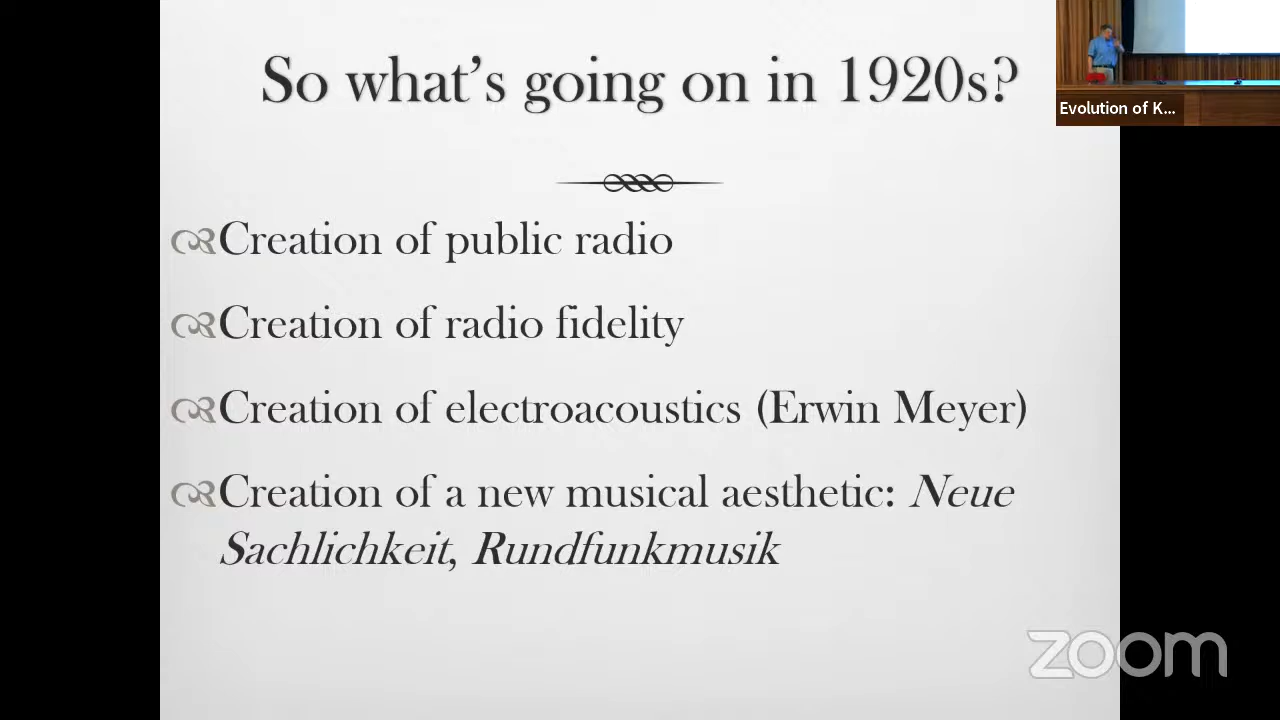 So what's going on in 1920s?
Evolution of K...
Creation of public radio
Creation of radio fidelity
Creation of electroacoustics (Erwin Meyer)
Creation of a new musical aesthetic: Neue
Sachlichkeit, Rundfunkmusik
zoom